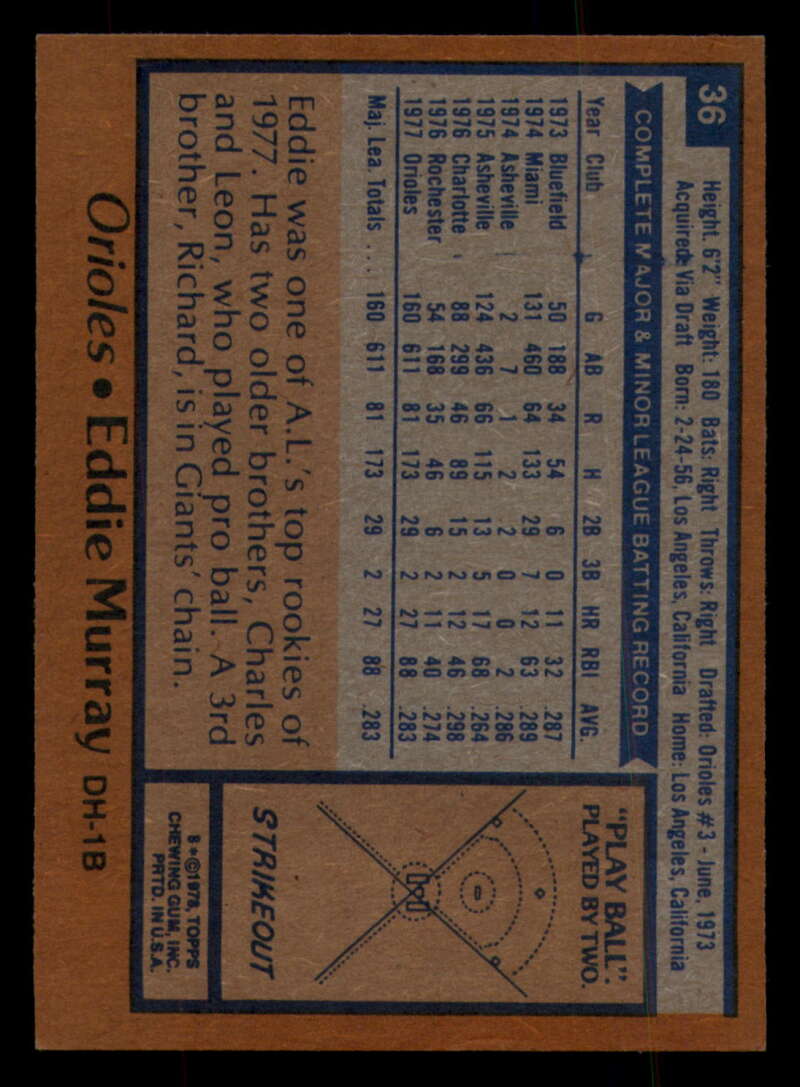 36
Height. 6'2" Weight: 180 Bats: Right Throws: Right Drafted: Orioles #3 - June, 1973
Acquired: Via Draft Born: 2-24-56, Los Angeles, California Home: Los Angeles, California
COMPLETE MAJOR & MINOR LEAGUE BATTING RECORD
Year Club G AB R H 2B 3B HR RBI AVG.
1973 Bluefield 50 188 34 54 6 0 11 32 .287
1974 Miami 131 460 64 133 29 7 12 63 .289
1974 Asheville 2 7 1 2 2 0 0 2 .286
1975 Asheville 124 436 66 115 13 5 17 68 .264
1976 Charlotte 88 299 46 89 15 2 12 46 .298
1976 Rochester 54 168 35 46 6 2 11 40 .274
1977 Orioles 160 611 81 173 29 2 27 88 .283
Maj. Lea. Totals ... 160 611 81 173 29 2 27 88 .283
Eddie was one of A.L.'s top rookies of
1977. Has two older brothers, Charles
and Leon, who played pro ball. A 3rd
brother, Richard, is in Giants' chain.
"PLAY BALL".
PLAYED BY TWO.
STRIKEOUT
8*©1978, TOPPS
CHEWING GUM, INC.
PRTD. IN U.S.A.
Orioles • Eddie Murray DH-1B